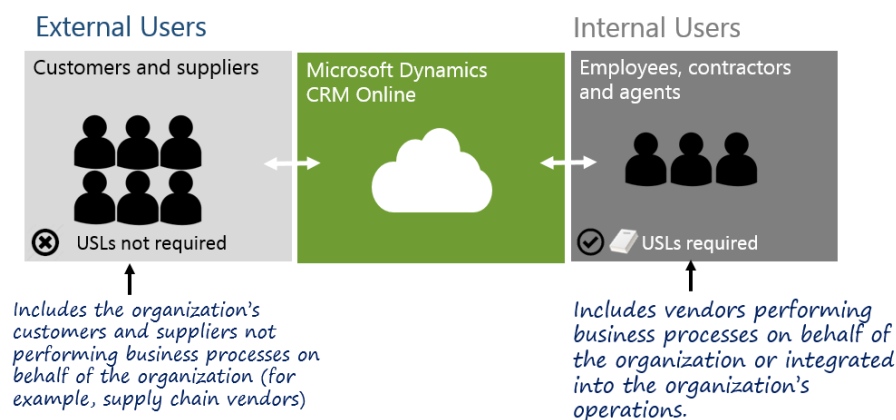 External Users
Internal Users
Customers and suppliers
USLs not required
Microsoft Dynamics
CRM Online
Employees, contractors
and agents
USLs required
Includes the organization's
customers and suppliers not
performing business processes on
behalf of the organization (for
example, supply chain vendors)
Includes vendors performing
business processes on behalf of
the organization or integrated
into the organization's
operations.